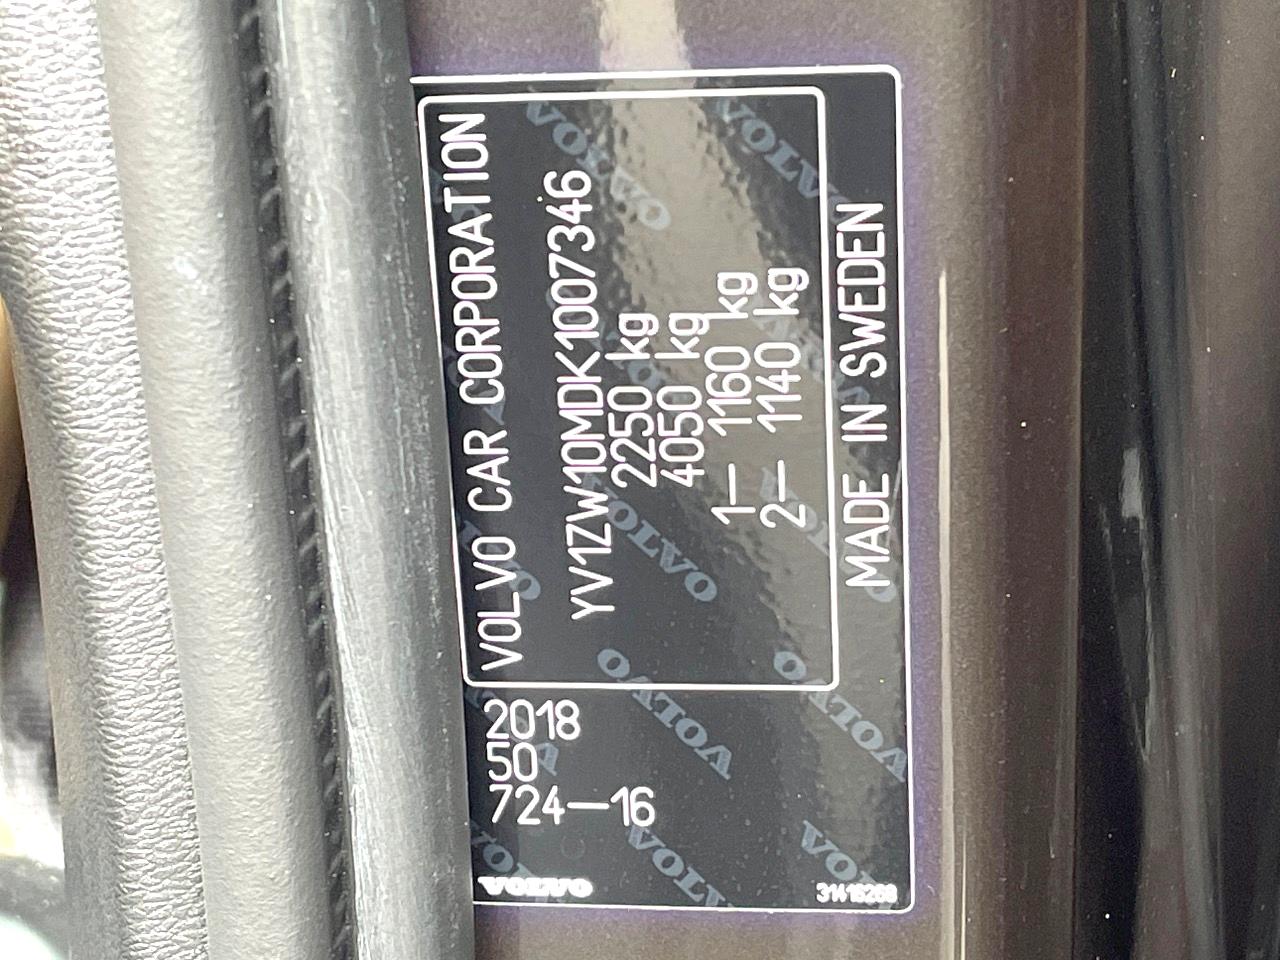 VOLVO CAR CORPORATION
YV1ZW10MDK1007346
2250 kg
4050 kg
1– 1160 kg
2– 1140 kg
MADE IN SWEDEN
2018
50
724–16
VOLVO
31415268